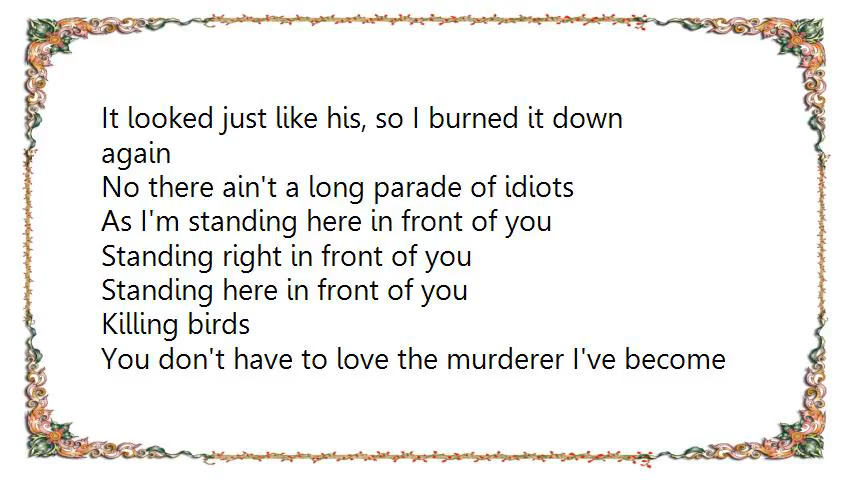 It looked just like his, so I burned it down
again
No there ain't a long parade of idiots
As I'm standing here in front of you
Standing right in front of you
Standing here in front of you
Killing birds
You don't have to love the murderer I've become